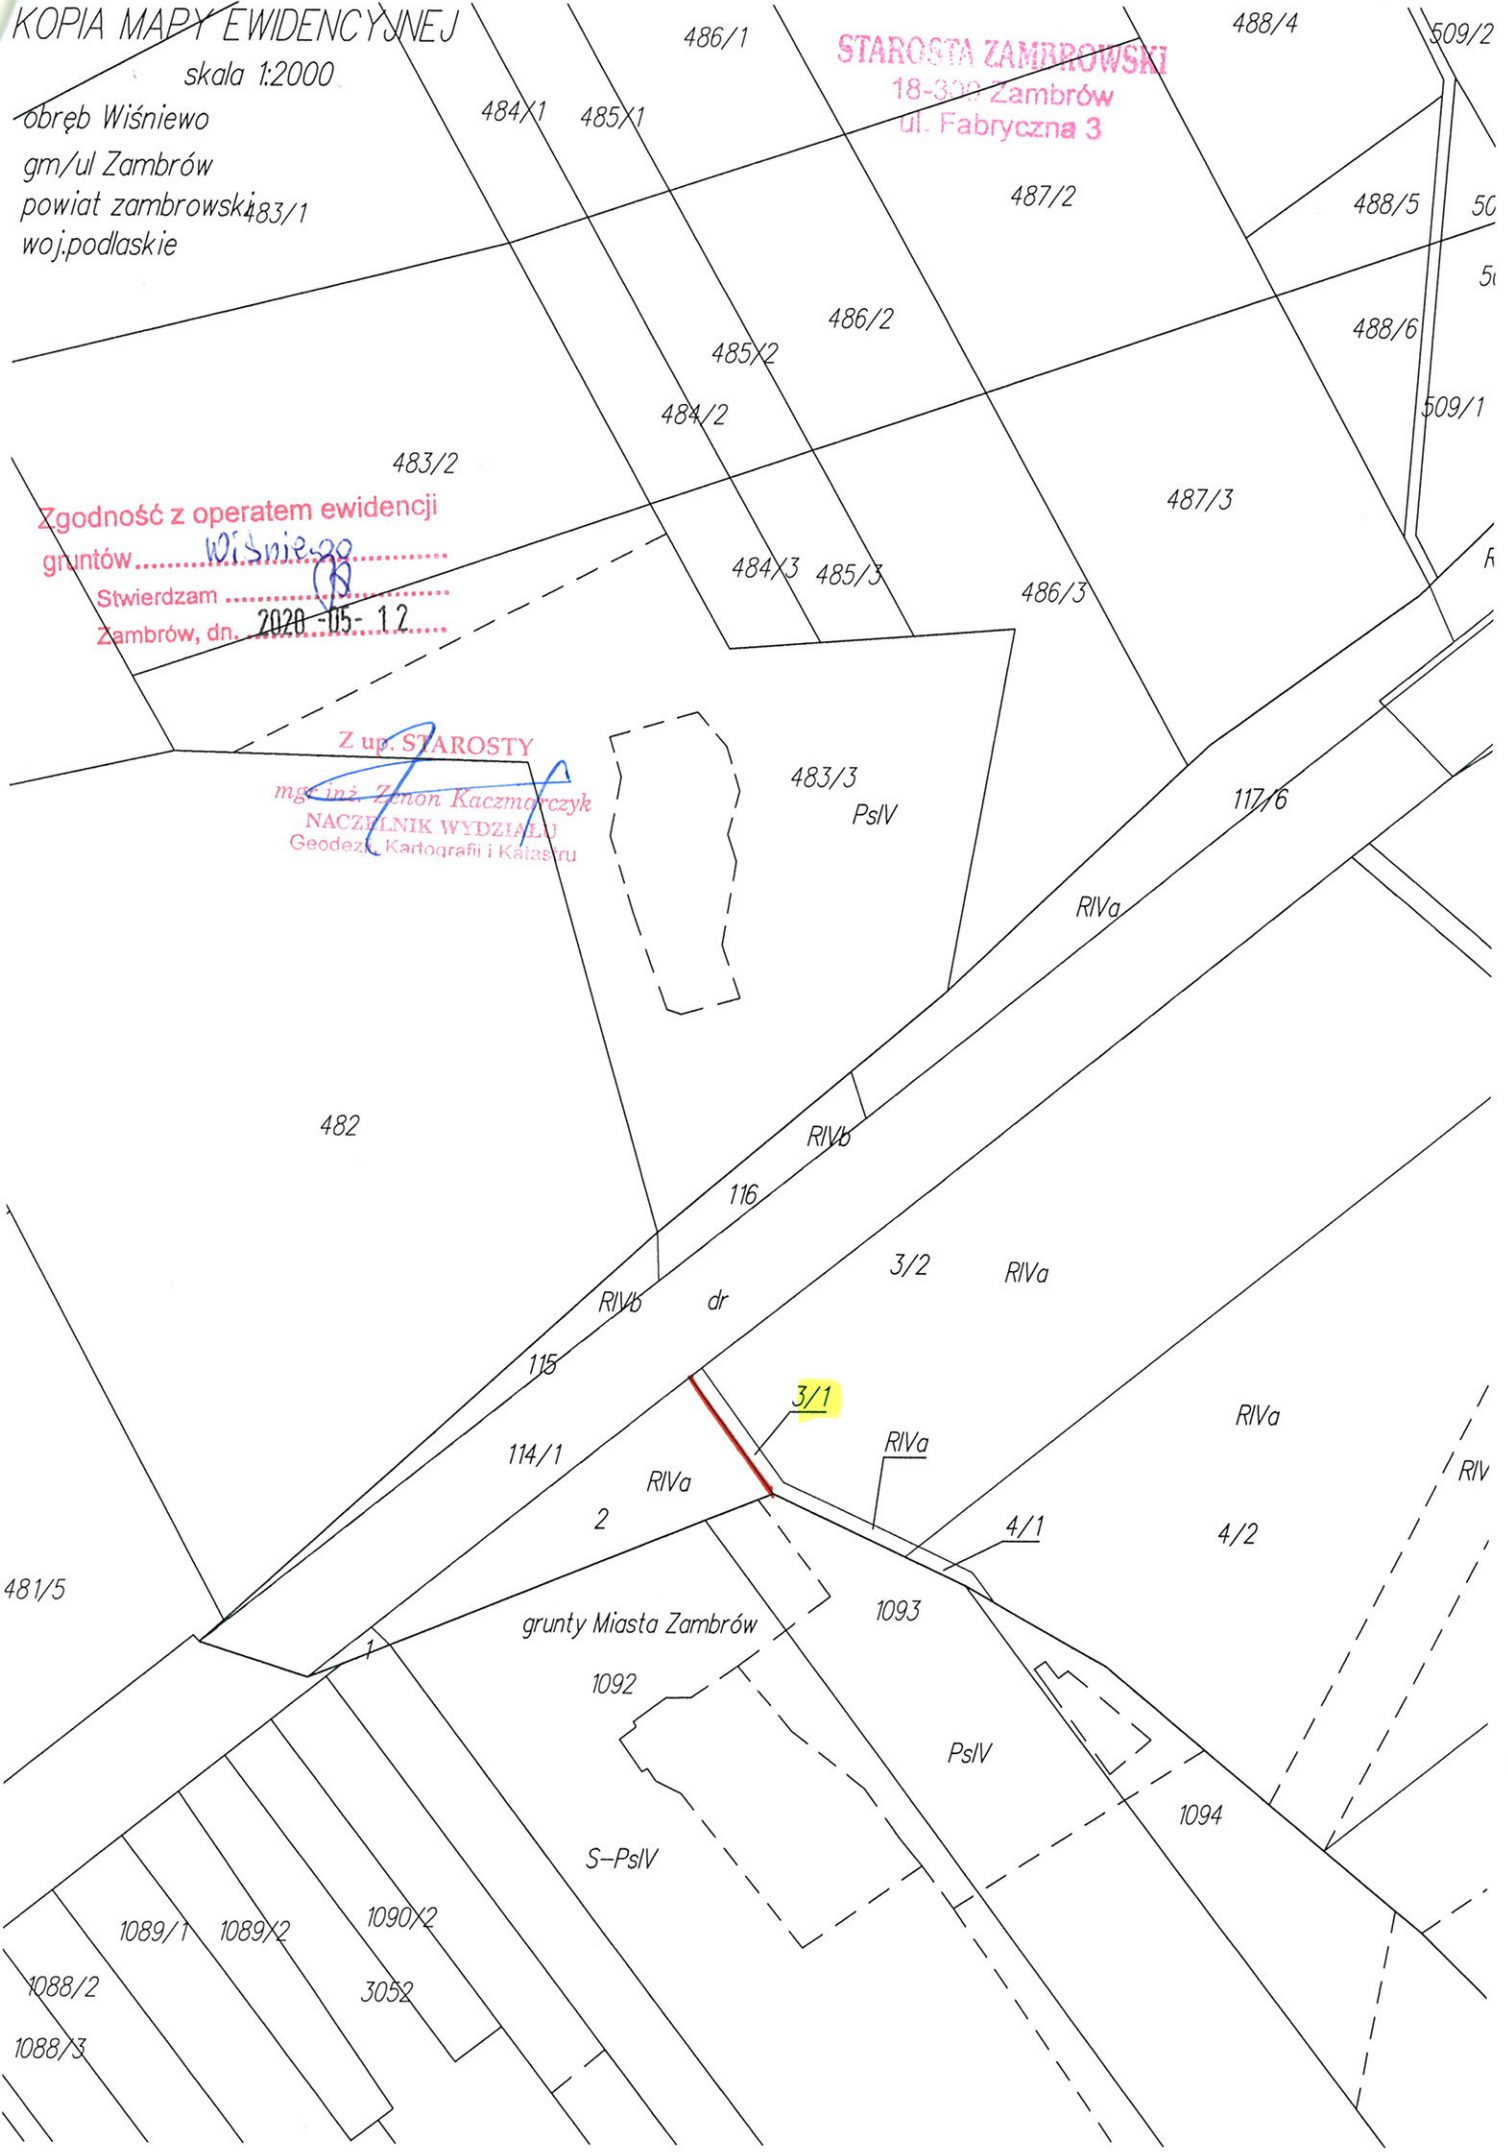 KOPIA MAPY EWIDENCYJNEJ
skala 1:2000
obręb Wiśniewo
gm/ul Zambrów
powiat zambrowski
woj.podlaskie
STAROSTA ZAMBROWSKI
18-300 Zambrów
ul. Fabryczna 3
486/1
488/4
509/2
484/1
485/1
483/1
487/2
488/5
50
50
486/2
488/6
485/2
484/2
509/1
483/2
487/3
Zgodność z operatem ewidencji
gruntów Wiśniewo
Stwierdzam
Zambrów, dn. 2020 -05- 12
484/3
485/3
486/3
R
Z up. STAROSTY
mgr inż. Zenon Kaczmarczyk
NACZELNIK WYDZIAŁU
Geodezji, Kartografii i Katastru
483/3
PsIV
117/6
RIVa
482
RIVb
116
3/2
RIVa
RIVb
dr
115
3/1
RIVa
RIVa
114/1
RIVa
RIV
2
4/1
4/2
481/5
1093
grunty Miasta Zambrów
1
1092
PsIV
1094
S-PsIV
1089/1
1089/2
1090/2
1088/2
3052
1088/3